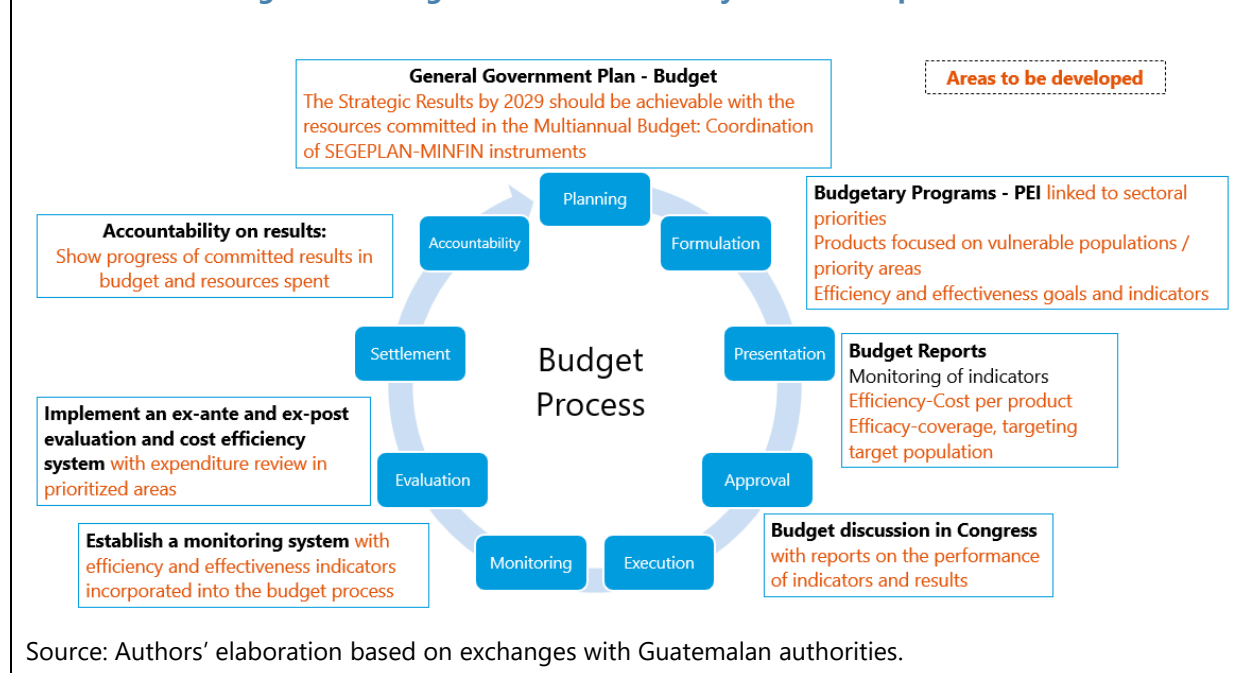 General Government Plan - Budget
The Strategic Results by 2029 should be achievable with the
resources committed in the Multiannual Budget: Coordination
of SEGEPLAN-MINFIN instruments
Areas to be developed
Planning
Formulation
Presentation
Approval
Execution
Monitoring
Evaluation
Settlement
Accountability
Budget
Process
Budgetary Programs - PEI linked to sectoral
priorities
Products focused on vulnerable populations /
priority areas
Efficiency and effectiveness goals and indicators
Budget Reports
Monitoring of indicators
Efficiency-Cost per product
Efficacy-coverage, targeting
target population
Budget discussion in Congress
with reports on the performance
of indicators and results
Establish a monitoring system with
efficiency and effectiveness indicators
incorporated into the budget process
Implement an ex-ante and ex-post
evaluation and cost efficiency
system with expenditure review in
prioritized areas
Accountability on results:
Show progress of committed results in
budget and resources spent
Source: Authors’ elaboration based on exchanges with Guatemalan authorities.